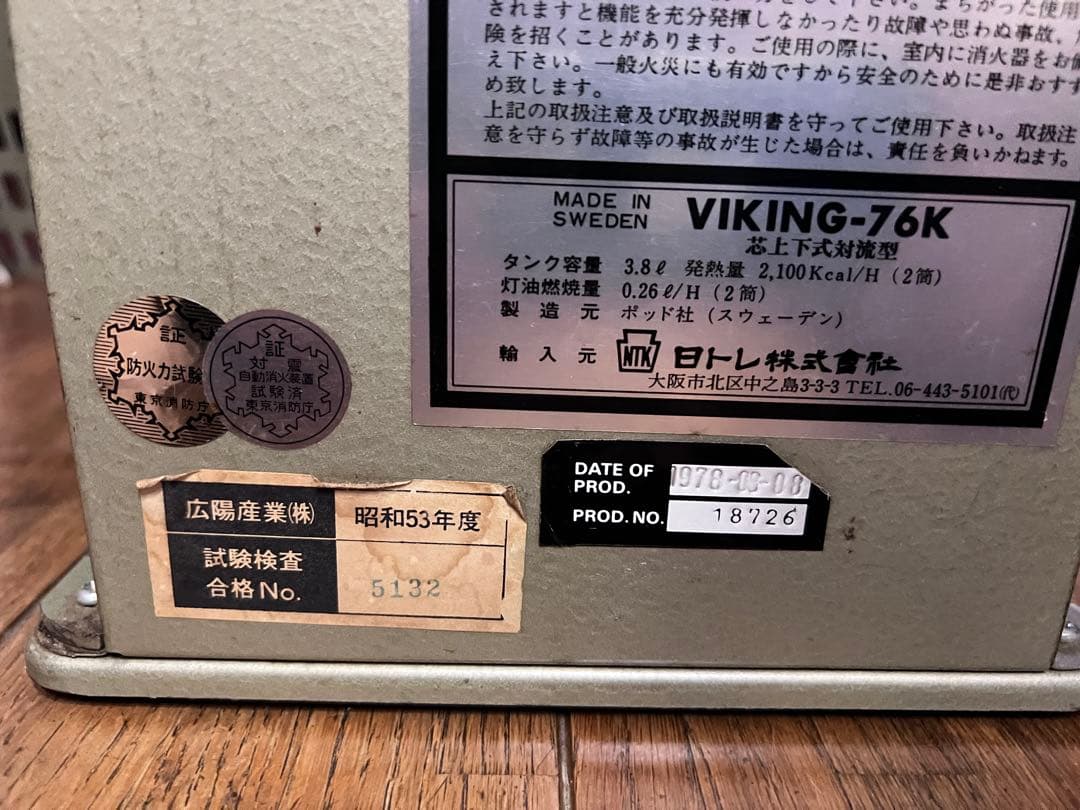 されますと機能を充分発揮しなかったり故障や思わぬ事故、
険を招くことがあります。ご使用の際に、室内に消火器をお備
え下さい。一般火災にも有効ですから安全のために是非おすす
め致します。
上記の取扱注意及び取扱説明書を守ってご使用下さい。取扱注
意を守らず故障等の事故が生じた場合は、責任を負いかねます。
MADE IN
SWEDEN
VIKING-76K
芯上下式対流型
タンク容量 3.8ℓ 発熱量 2,100Kcal/H (2筒)
灯油燃焼量 0.26ℓ/H (2筒)
製造元 ポッド社 (スウェーデン)
輸入元 NTK 日トレ株式會社
大阪市北区中之島3-3-3 TEL.06-443-5101(代)
証
防火力試験
東京消防庁
証
対震
自動消火装置
試験済
東京消防庁
広陽産業(株) 昭和53年度
試験検査
合格No. 5132
DATE OF
PROD. 1978-03-08
PROD. NO. 18726